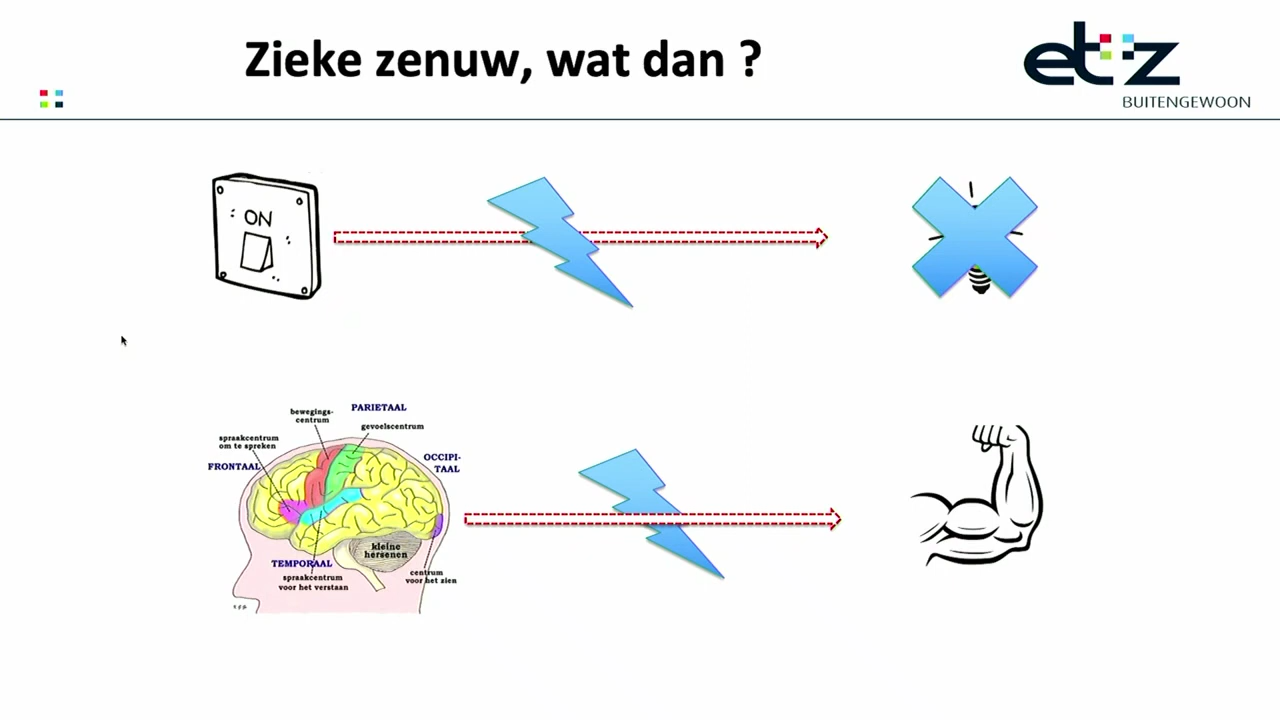 Zieke zenuw, wat dan ?
etz
BUITENGEWOON
ON
bewegings-
centrum
PARIETAAL
gevoelscentrum
spraakcentrum
om te spreken
FRONTAAL
OCCIPI-
TAAL
kleine
hersenen
TEMPORAAL
spraakcentrum
voor het verstaan
centrum
voor het zien